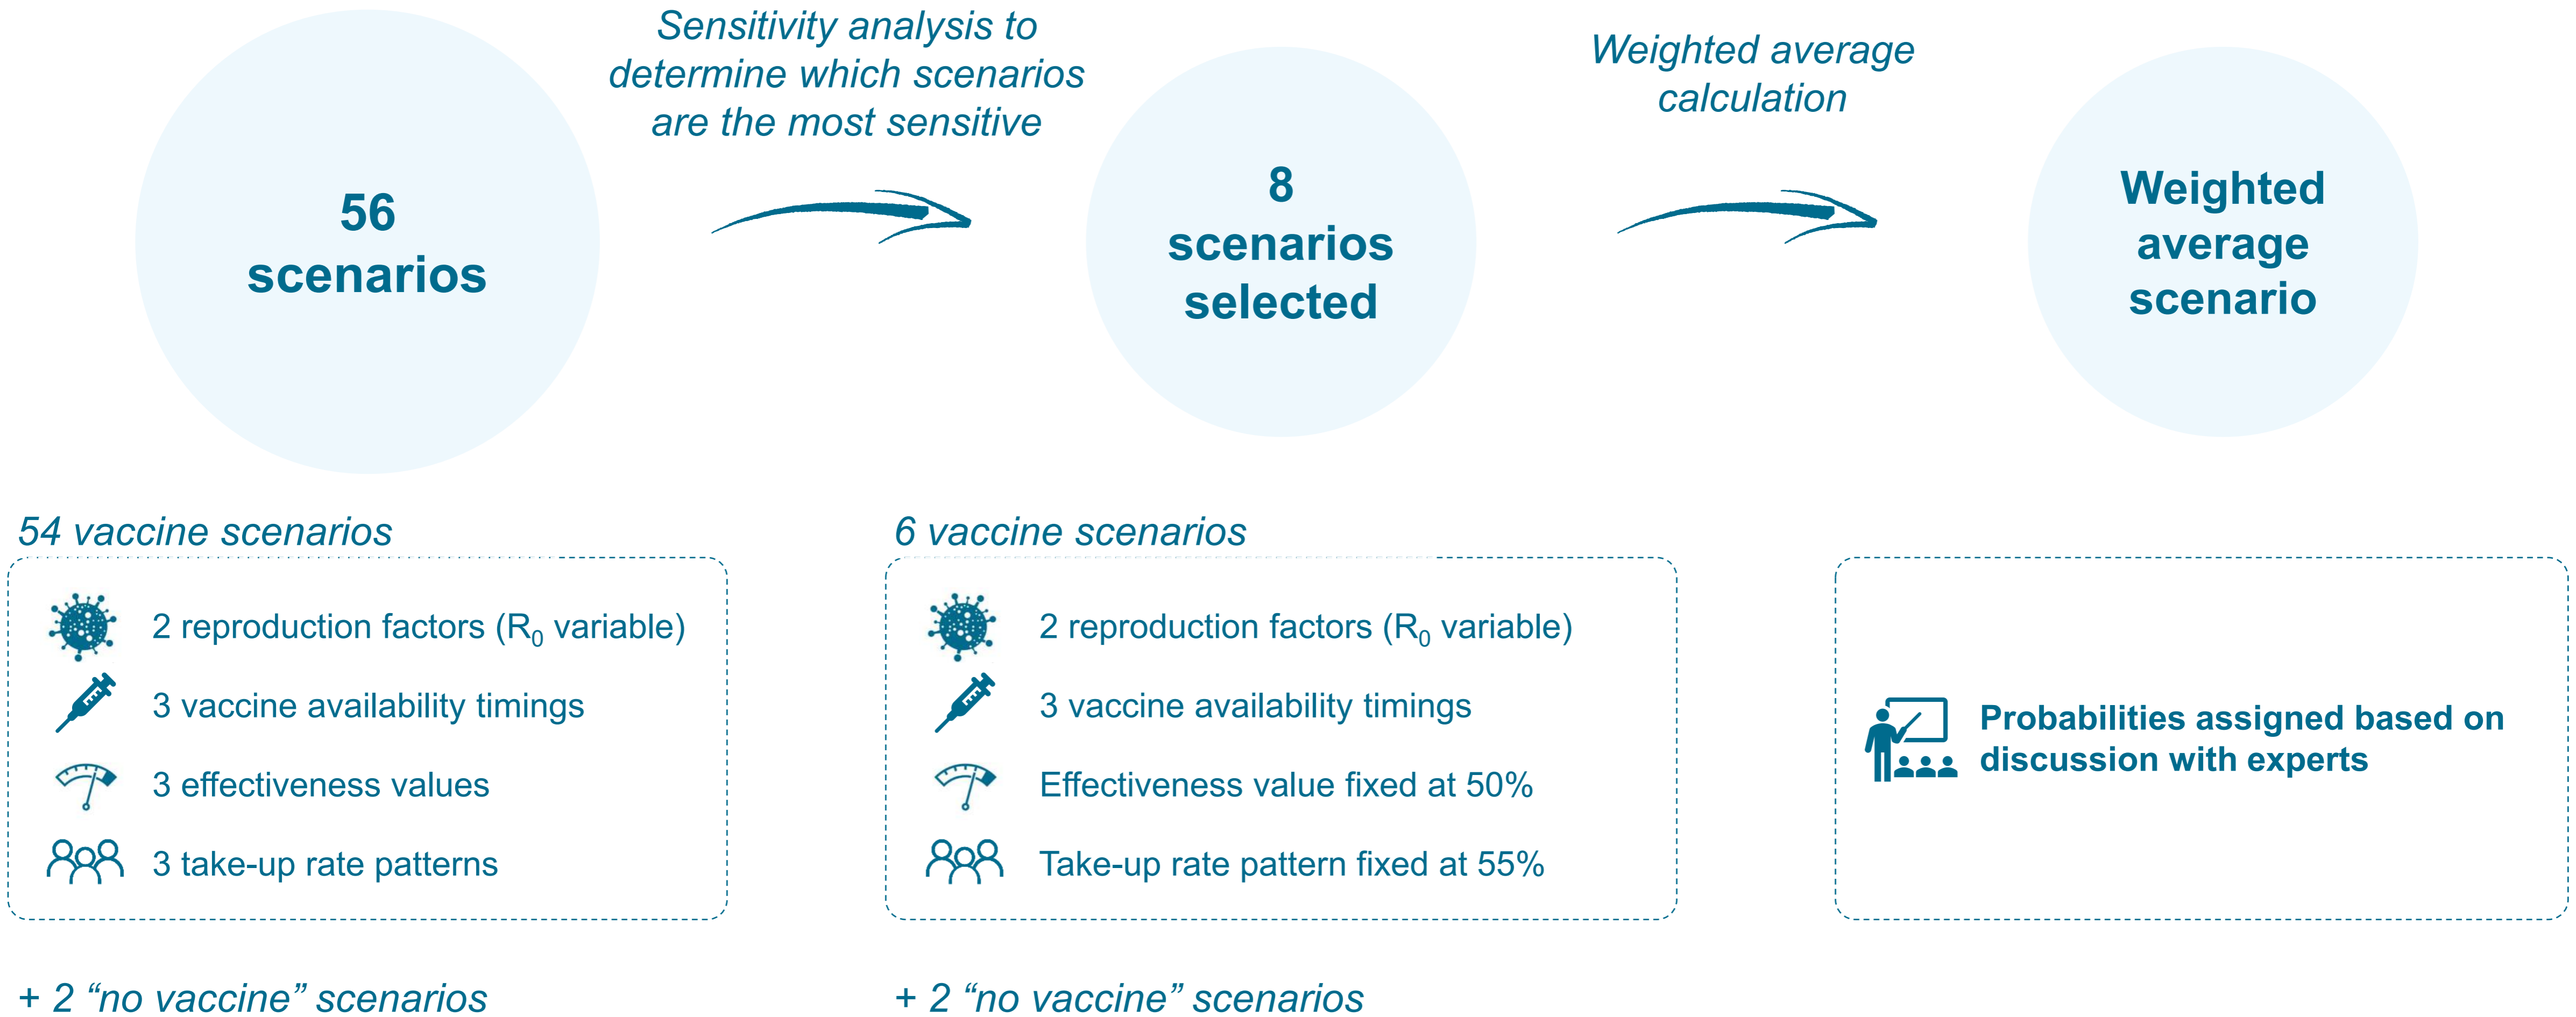 56
scenarios
Sensitivity analysis to
determine which scenarios
are the most sensitive
8
scenarios
selected
Weighted average
calculation
Weighted
average
scenario
54 vaccine scenarios
2 reproduction factors (R₀ variable)
3 vaccine availability timings
3 effectiveness values
3 take-up rate patterns
+ 2 “no vaccine” scenarios
6 vaccine scenarios
2 reproduction factors (R₀ variable)
3 vaccine availability timings
Effectiveness value fixed at 50%
Take-up rate pattern fixed at 55%
+ 2 “no vaccine” scenarios
Probabilities assigned based on
discussion with experts